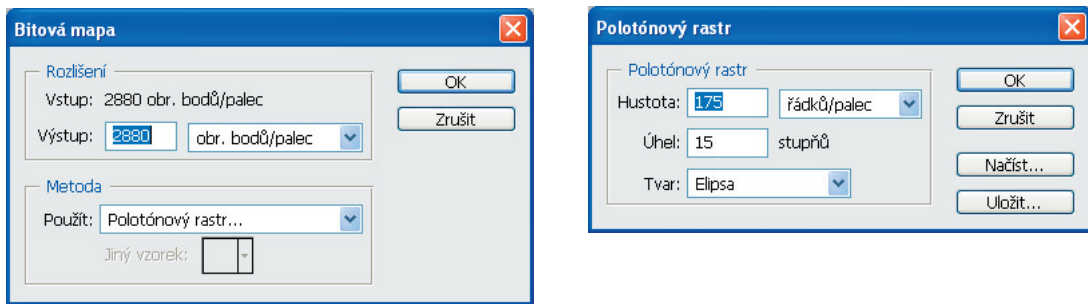 Bitová mapa
Rozlišení
Vstup: 2880 obr. bodů/palec
Výstup: 2880 obr. bodů/palec
OK
Zrušit
Metoda
Použít: Polotónový rastr...
Jiný vzorek:
Polotónový rastr
Polotónový rastr
Hustota: 175 řádků/palec
Úhel: 15 stupňů
Tvar: Elipsa
OK
Zrušit
Načíst...
Uložit...